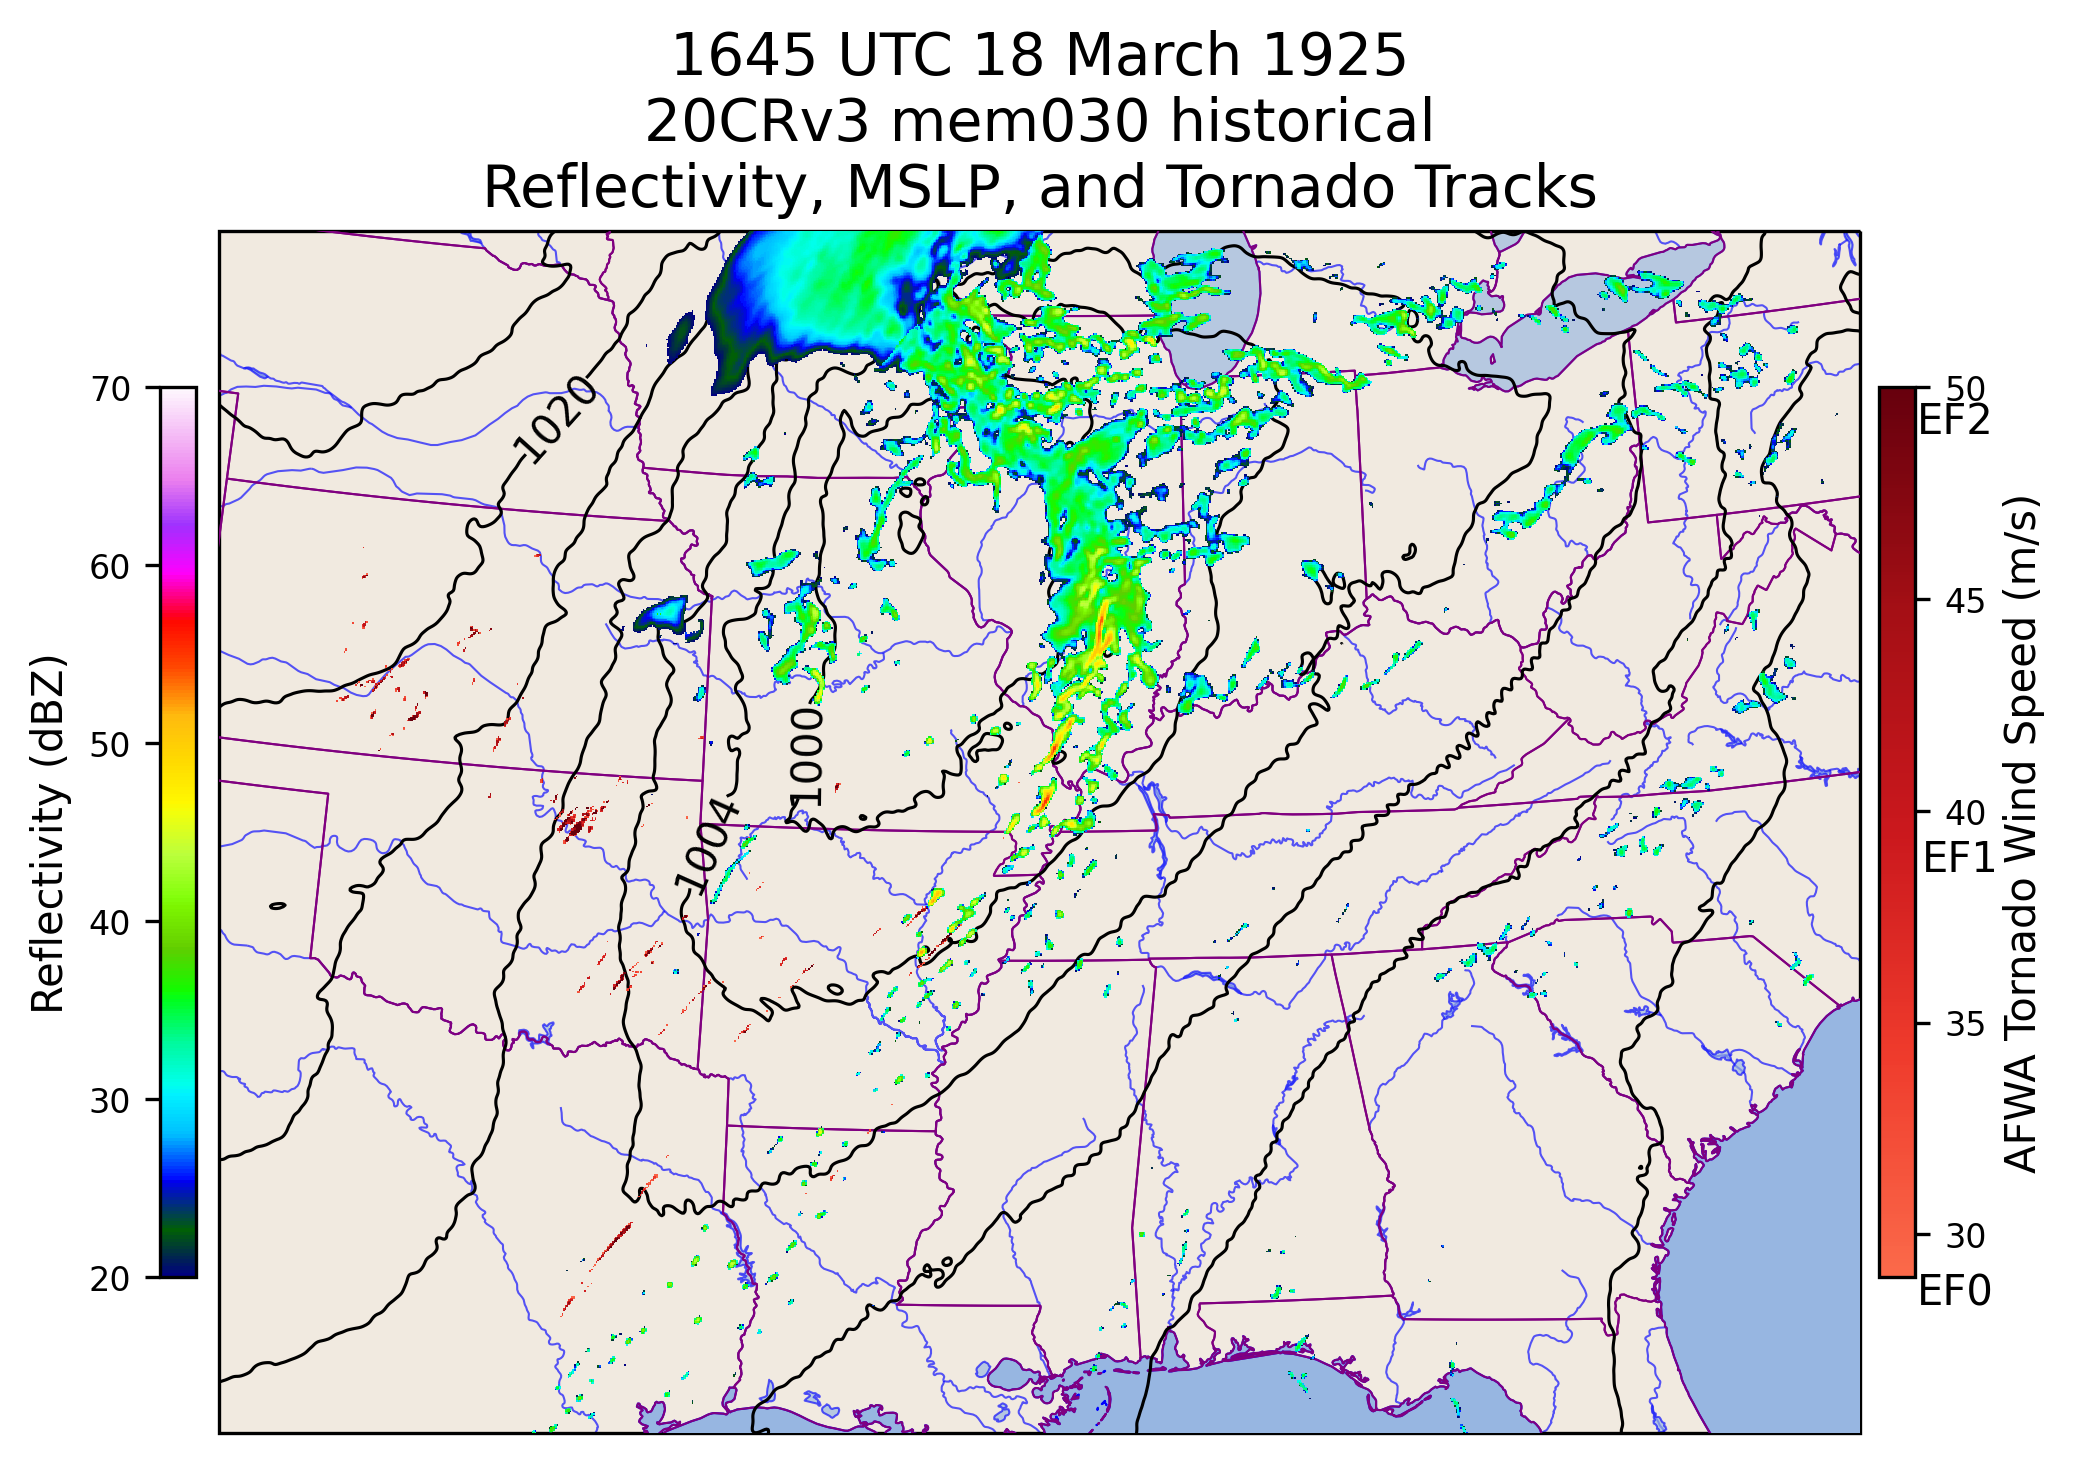 1645 UTC 18 March 1925
20CRv3 mem030 historical
Reflectivity, MSLP, and Tornado Tracks
Reflectivity (dBZ)
70
60
50
40
30
20
1020
1000
1004
50
EF2
45
40
EF1
35
30
EF0
AFWA Tornado Wind Speed (m/s)